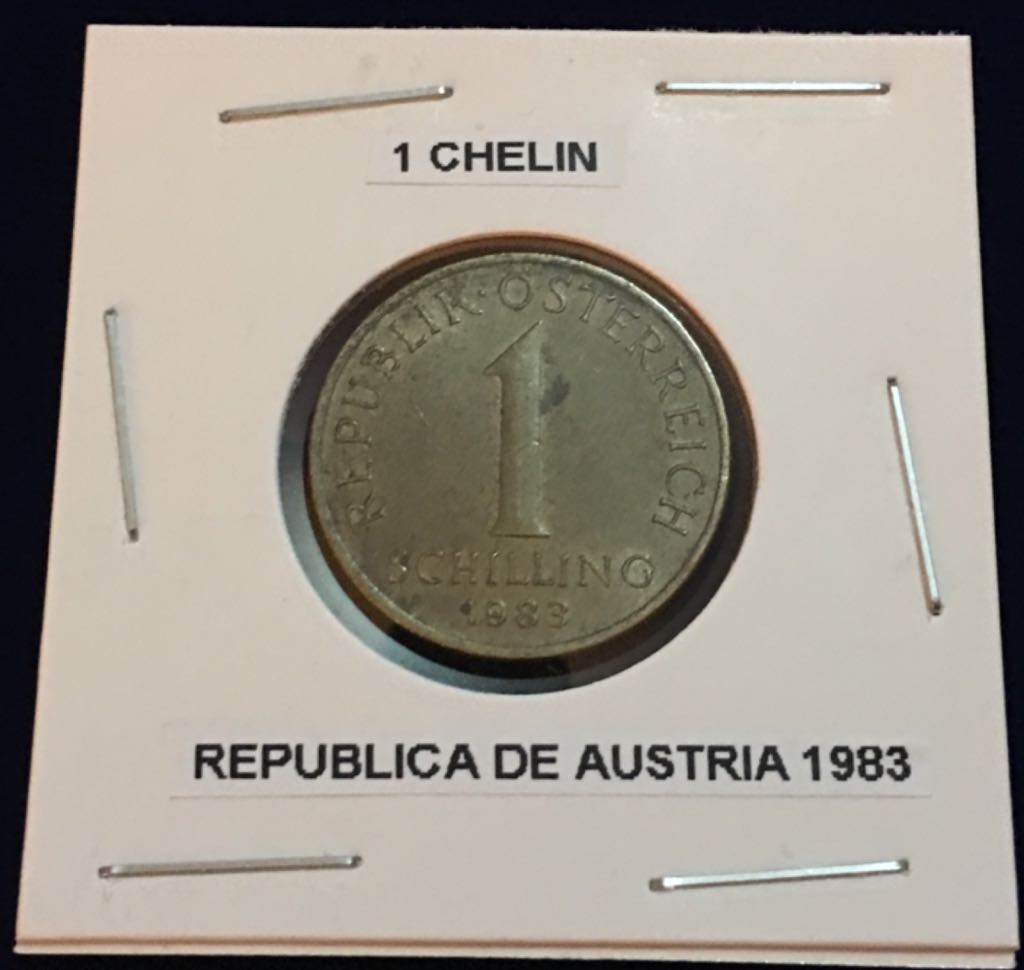 1 CHELIN
REPUBLIK·ÖSTERREICH
1
SCHILLING
1983
REPUBLICA DE AUSTRIA 1983